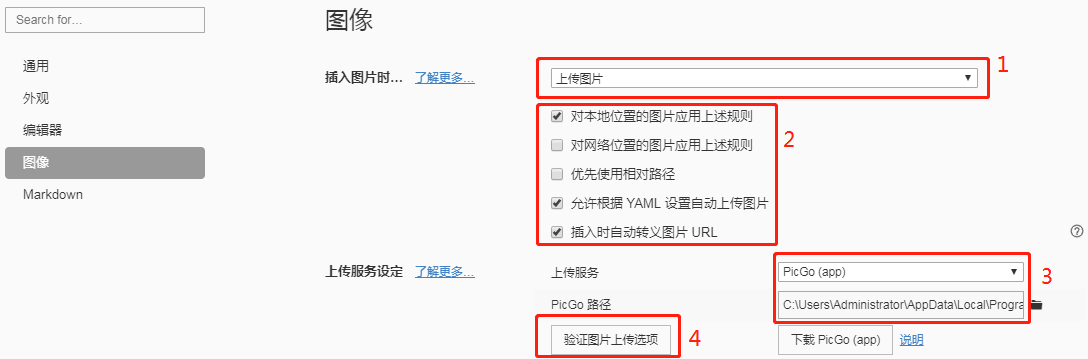 Search for…
图像
通用
外观
编辑器
图像
Markdown
插入图片时… 了解更多… 上传图片 1
对本地位置的图片应用上述规则
对网络位置的图片应用上述规则
优先使用相对路径
允许根据 YAML 设置自动上传图片
插入时自动转义图片 URL
2
上传服务设定 了解更多… 上传服务 PicGo (app) 3
PicGo 路径 C:\Users\Administrator\AppData\Local\Progra
验证图片上传选项 4 下载 PicGo (app) 说明